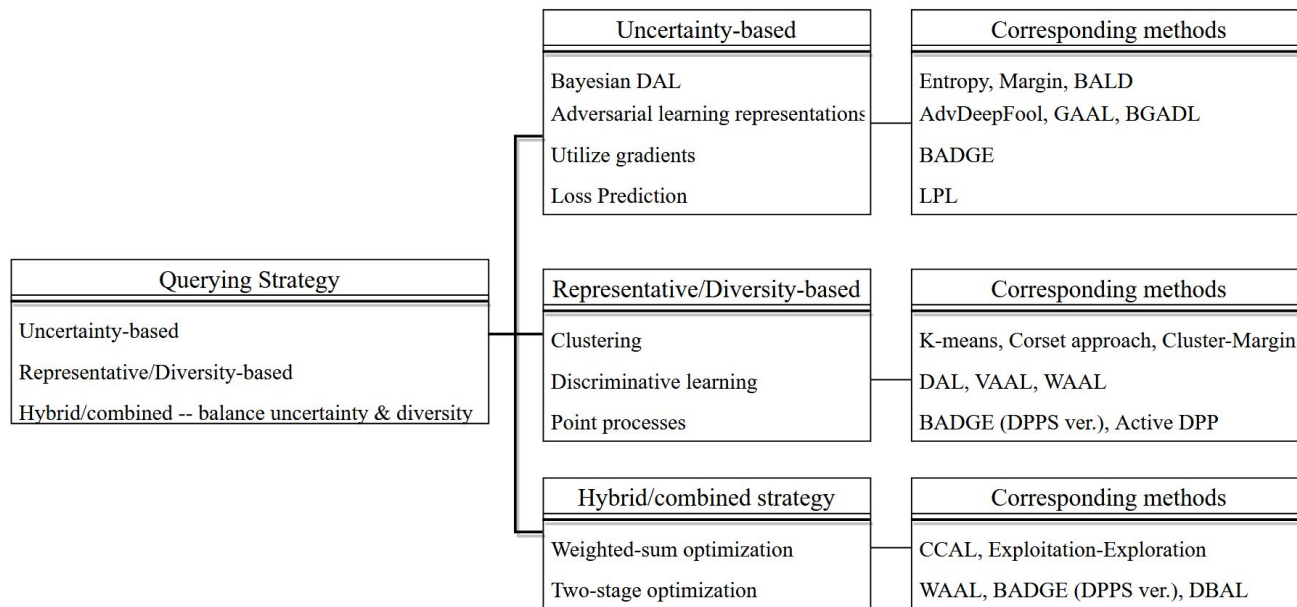 Querying Strategy
Uncertainty-based
Representative/Diversity-based
Hybrid/combined -- balance uncertainty & diversity
Uncertainty-based
Bayesian DAL
Adversarial learning representations
Utilize gradients
Loss Prediction
Corresponding methods
Entropy, Margin, BALD
AdvDeepFool, GAAL, BGADL
BADGE
LPL
Representative/Diversity-based
Clustering
Discriminative learning
Point processes
Corresponding methods
K-means, Corset approach, Cluster-Margin
DAL, VAAL, WAAL
BADGE (DPPS ver.), Active DPP
Hybrid/combined strategy
Weighted-sum optimization
Two-stage optimization
Corresponding methods
CCAL, Exploitation-Exploration
WAAL, BADGE (DPPS ver.), DBAL